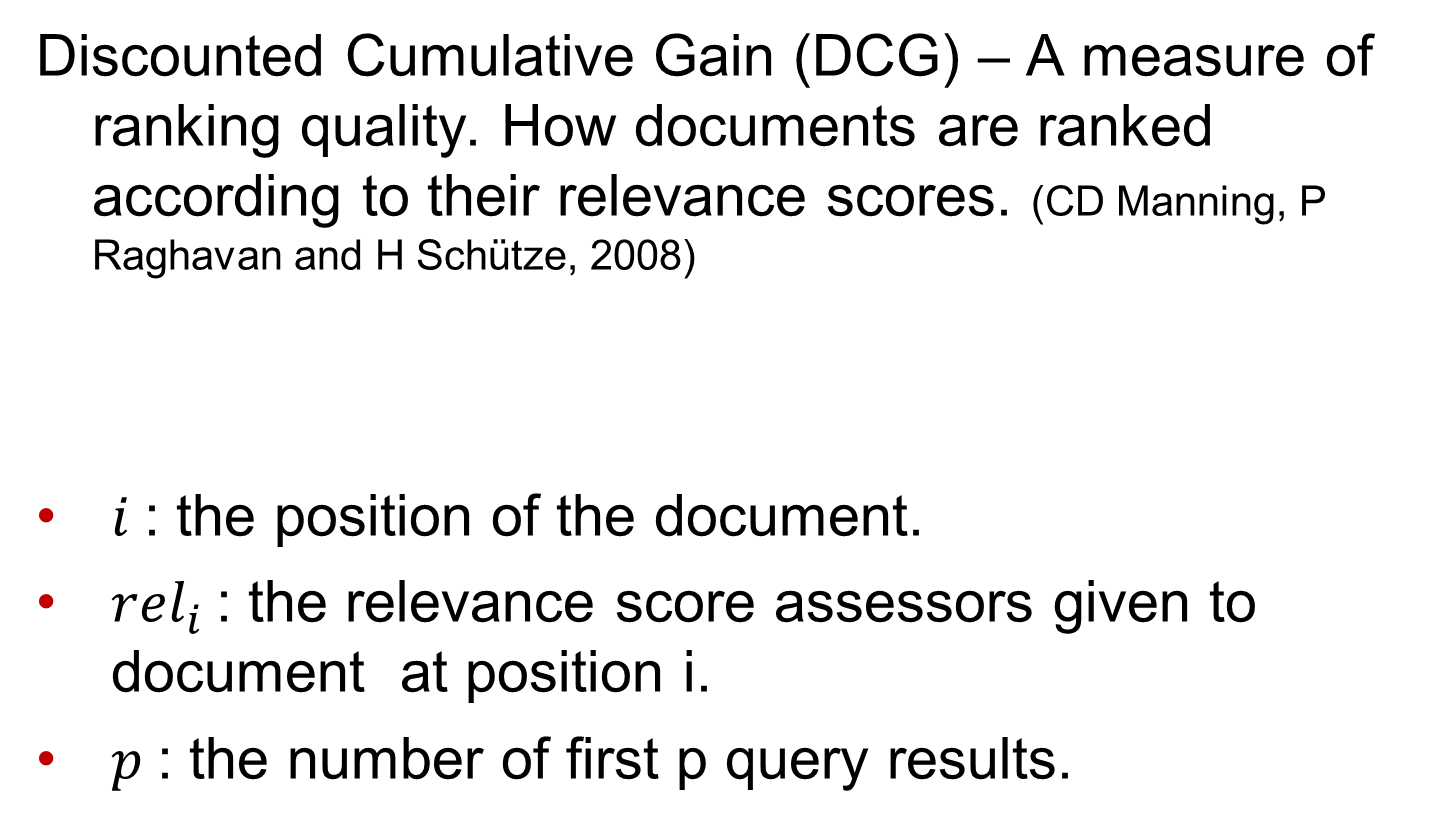 Discounted Cumulative Gain (DCG) – A measure of
ranking quality. How documents are ranked
according to their relevance scores. (CD Manning, P
Raghavan and H Schütze, 2008)
• i : the position of the document.
• rel_i : the relevance score assessors given to
document  at position i.
• p : the number of first p query results.